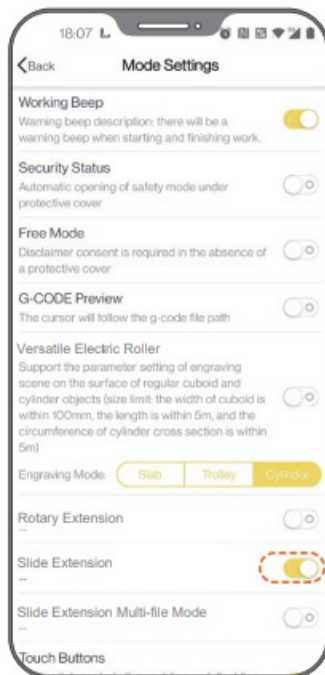 18:07
Back Mode Settings
Working Beep
Warning beep description: there will be a
warning beep when starting and finishing work.
Security Status
Automatic opening of safety mode under
protective cover
Free Mode
Disclaimer consent is required in the absence of
a protective cover
G-CODE Preview
The cursor will follow the g-code file path
Versatile Electric Roller
Support the parameter setting of engraving
scene on the surface of regular cuboid and
cylinder objects (size limit: the width of cuboid is
within 100mm, the length is within 5m, and the
circumference of cylinder cross section is within
5m)
Engraving Mode: Slab Trolley Cylinder
Rotary Extension
--
Slide Extension
--
Slide Extension Multi-file Mode
--
Touch Buttons